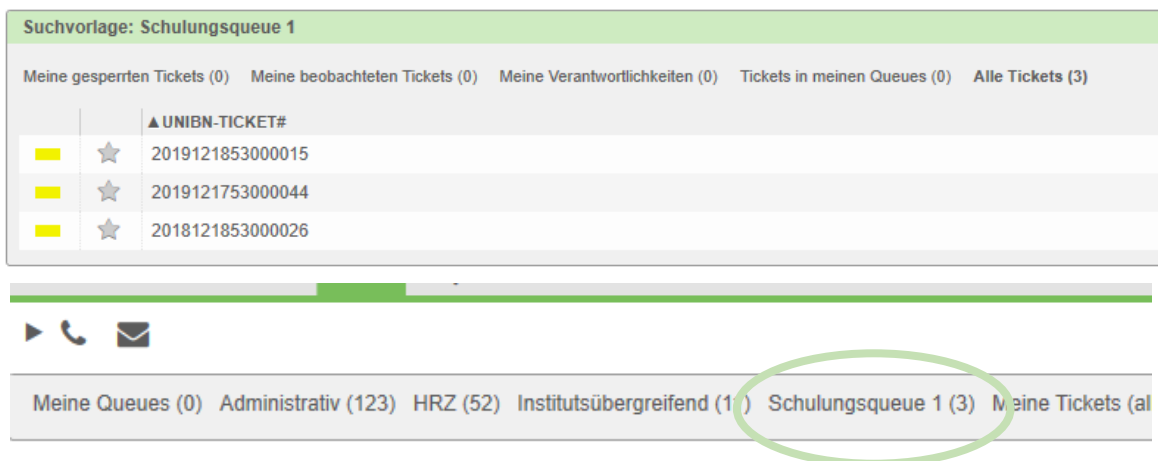 Suchvorlage: Schulungsqueue 1
Meine gesperrten Tickets (0) Meine beobachteten Tickets (0) Meine Verantwortlichkeiten (0) Tickets in meinen Queues (0) Alle Tickets (3)
▲UNIBN-TICKET#
2019121853000015
2019121753000044
2018121853000026
Meine Queues (0) Administrativ (123) HRZ (52) Institutsübergreifend Schulungsqueue 1 (3) Meine Tickets